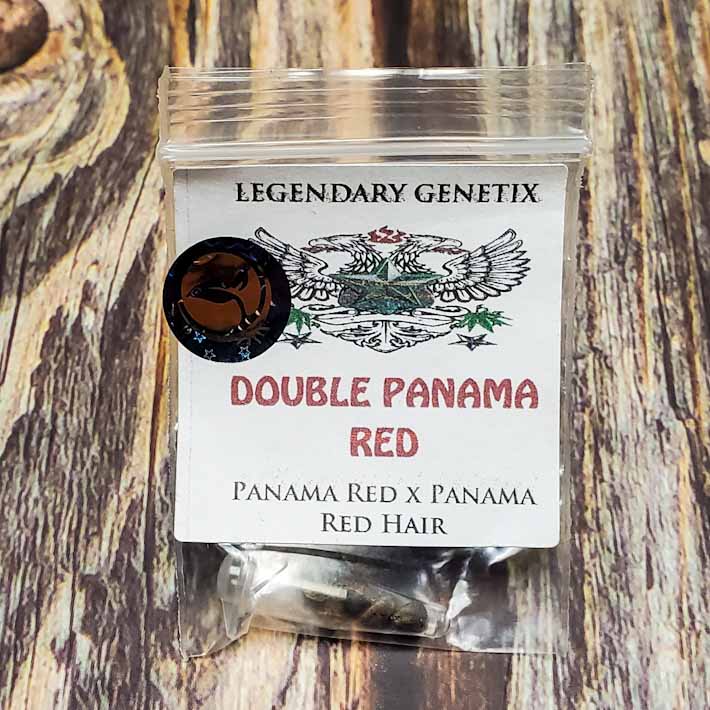 LEGENDARY GENETIX
DOUBLE PANAMA
RED
PANAMA RED X PANAMA
RED HAIR